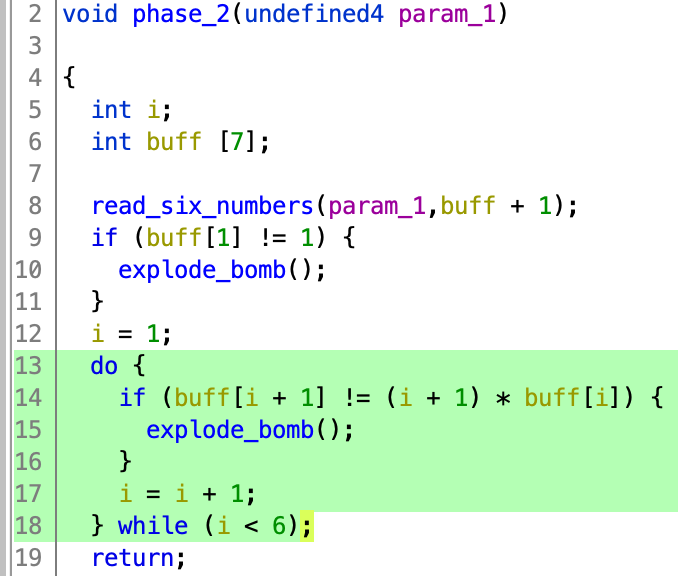 2 void phase_2(undefined4 param_1)
3
4 {
5   int i;
6   int buff [7];
7
8   read_six_numbers(param_1,buff + 1);
9   if (buff[1] != 1) {
10     explode_bomb();
11   }
12   i = 1;
13   do {
14     if (buff[i + 1] != (i + 1) * buff[i]) {
15       explode_bomb();
16     }
17     i = i + 1;
18   } while (i < 6);
19   return;